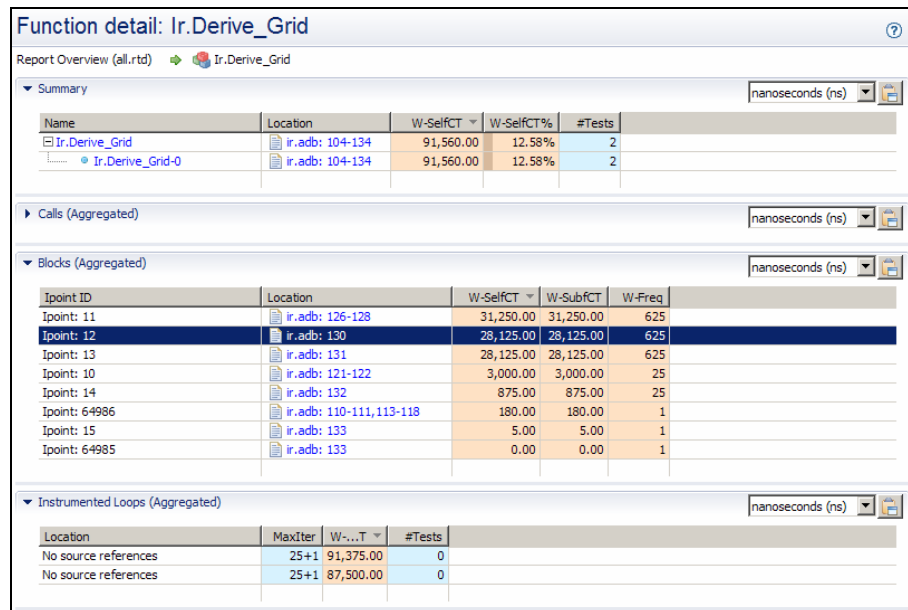 Function detail: Ir.Derive_Grid
?
Report Overview (all.rtd) Ir.Derive_Grid
Summary nanoseconds (ns)
Name Location W-SelfCT W-SelfCT% #Tests
Ir.Derive_Grid ir.adb: 104-134 91,560.00 12.58% 2
Ir.Derive_Grid-0 ir.adb: 104-134 91,560.00 12.58% 2
Calls (Aggregated) nanoseconds (ns)
Blocks (Aggregated) nanoseconds (ns)
Ipoint ID Location W-SelfCT W-SubfCT W-Freq
Ipoint: 11 ir.adb: 126-128 31,250.00 31,250.00 625
Ipoint: 12 ir.adb: 130 28,125.00 28,125.00 625
Ipoint: 13 ir.adb: 131 28,125.00 28,125.00 625
Ipoint: 10 ir.adb: 121-122 3,000.00 3,000.00 25
Ipoint: 14 ir.adb: 132 875.00 875.00 25
Ipoint: 64986 ir.adb: 110-111,113-118 180.00 180.00 1
Ipoint: 15 ir.adb: 133 5.00 5.00 1
Ipoint: 64985 ir.adb: 133 0.00 0.00 1
Instrumented Loops (Aggregated) nanoseconds (ns)
Location MaxIter W-...T #Tests
No source references 25+1 91,375.00 0
No source references 25+1 87,500.00 0